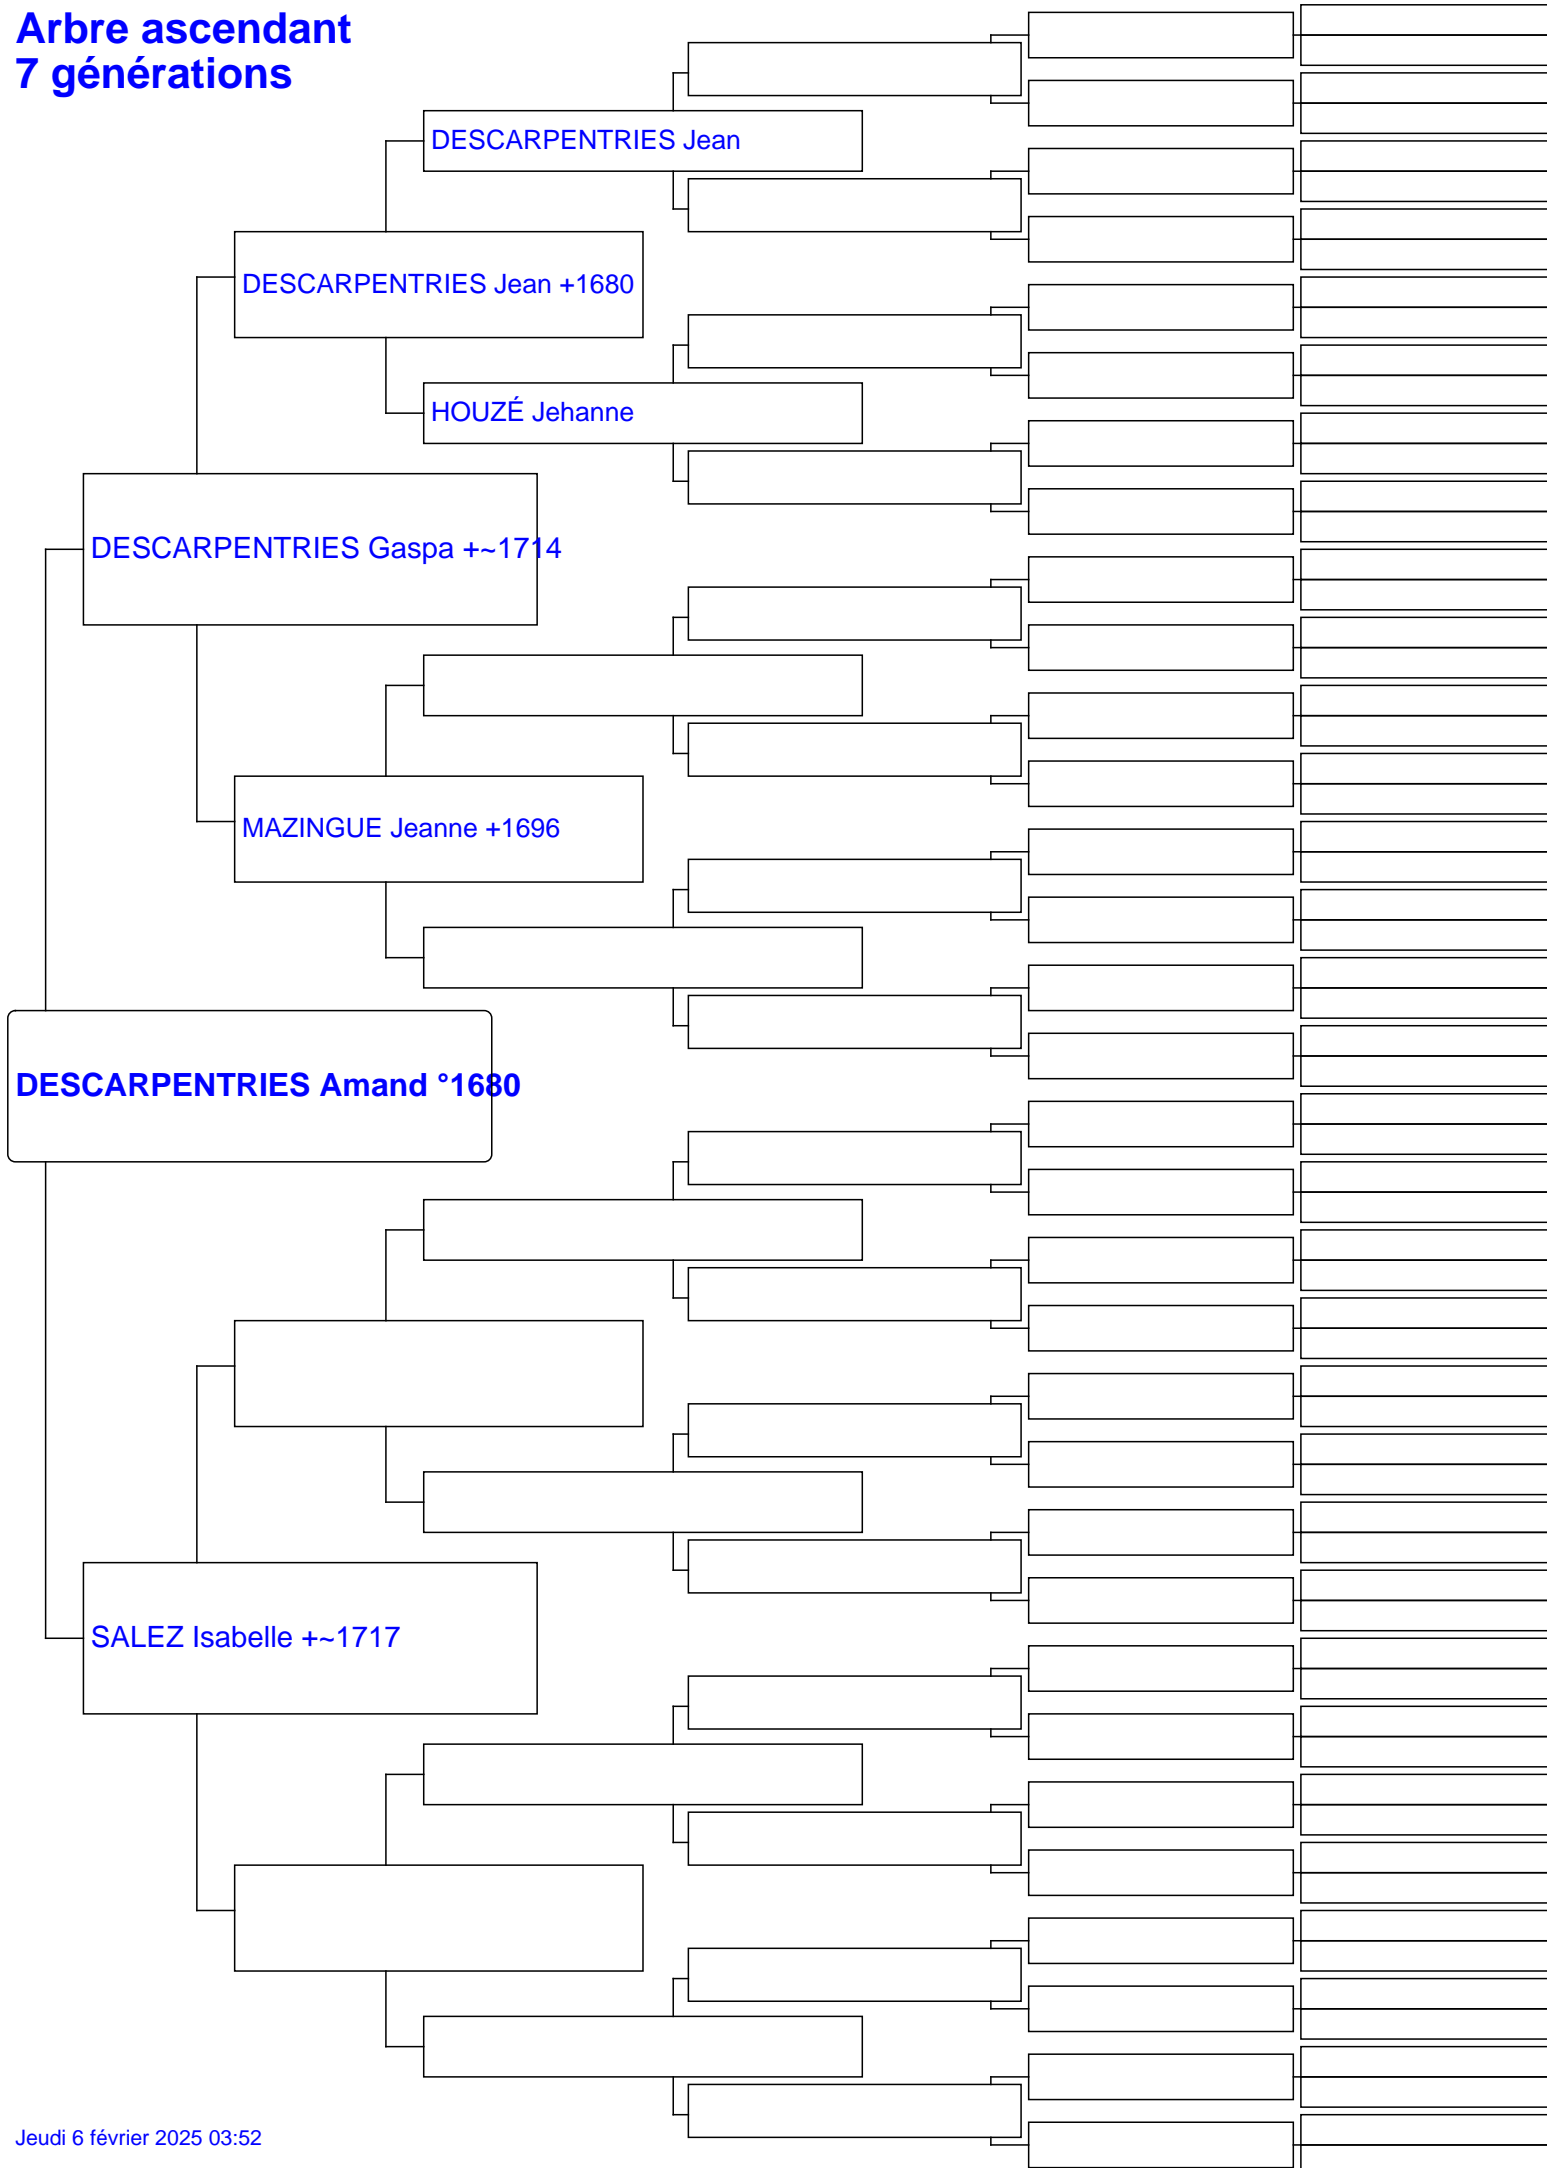 Arbre ascendant
7 générations
DESCARPENTRIES Jean
DESCARPENTRIES Jean +1680
HOUZÉ Jehanne
DESCARPENTRIES Gaspa +~1714
MAZINGUE Jeanne +1696
DESCARPENTRIES Amand °1680
SALEZ Isabelle +~1717
Jeudi 6 février 2025 03:52